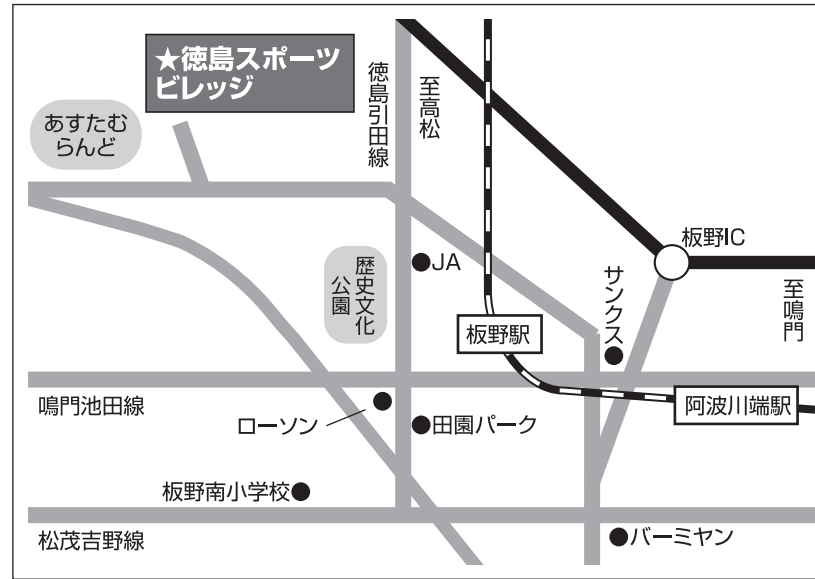 ★徳島スポーツ
ビレッジ
あすたむ
らんど
徳島引田線
至高松
板野IC
JA
歴史文化
公園
サンクス
至鳴門
板野駅
鳴門池田線
ローソン
田園パーク
阿波川端駅
板野南小学校
松茂吉野線
バーミヤン